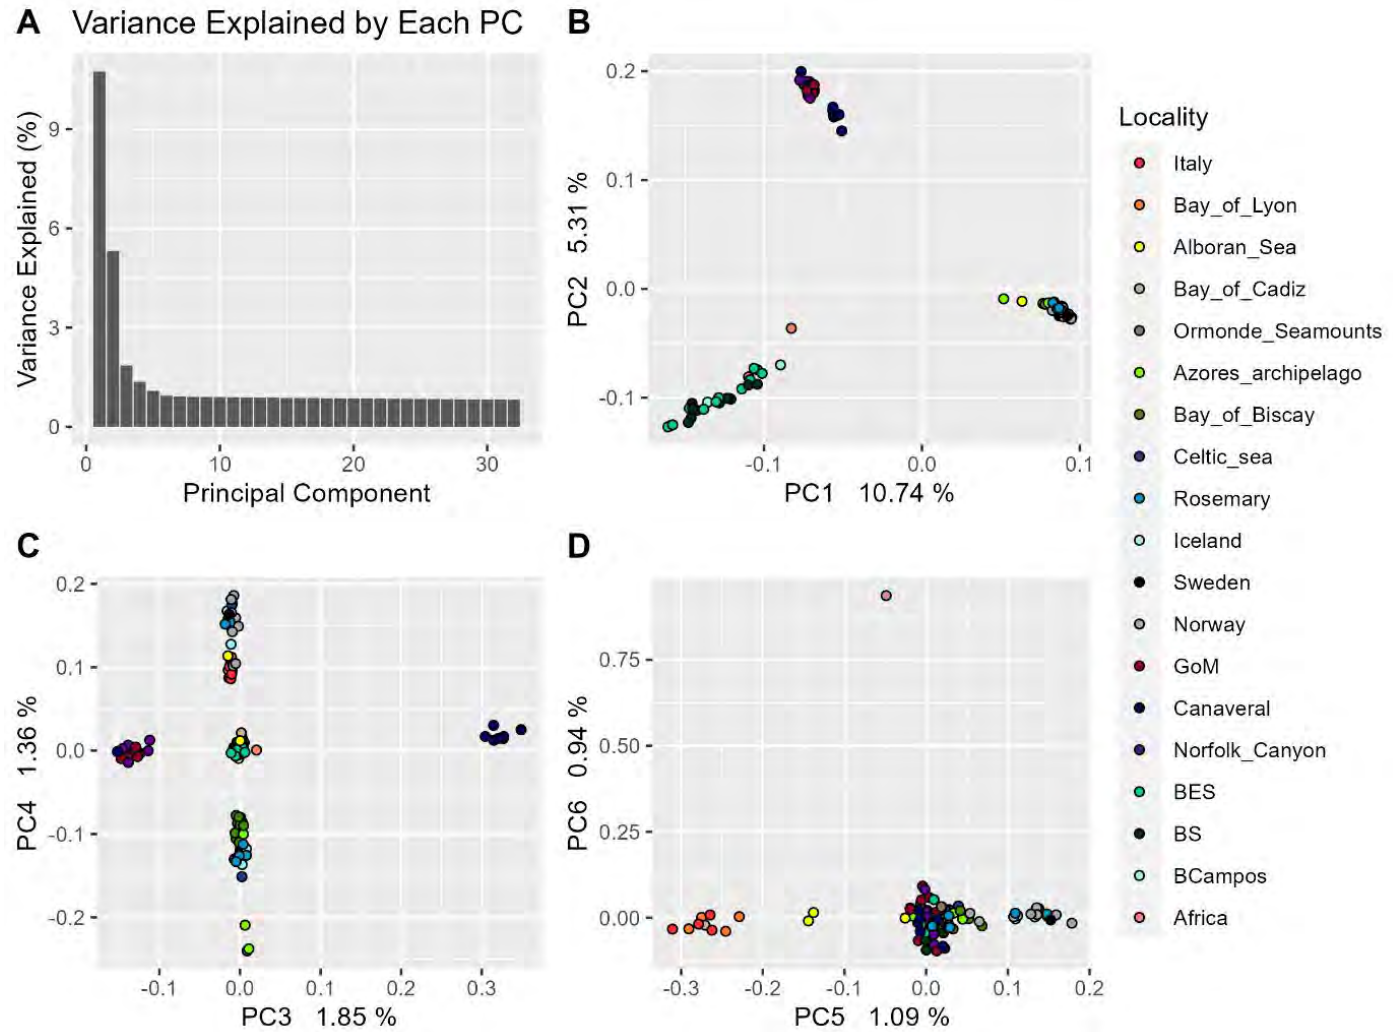 A Variance Explained by Each PC
Variance Explained (%)
9
6
3
0
0 10 20 30
Principal Component
B
PC2 5.31 %
0.2
0.1
0.0
-0.1
-0.1 0.0 0.1
PC1 10.74 %
C
PC4 1.36 %
0.2
0.1
0.0
-0.1
-0.2
-0.1 0.0 0.1 0.2 0.3
PC3 1.85 %
D
PC6 0.94 %
0.75
0.50
0.25
0.00
-0.3 -0.2 -0.1 0.0 0.1 0.2
PC5 1.09 %
Locality
Italy
Bay_of_Lyon
Alboran_Sea
Bay_of_Cadiz
Ormonde_Seamounts
Azores_archipelago
Bay_of_Biscay
Celtic_sea
Rosemary
Iceland
Sweden
Norway
GoM
Canaveral
Norfolk_Canyon
BES
BS
BCampos
Africa